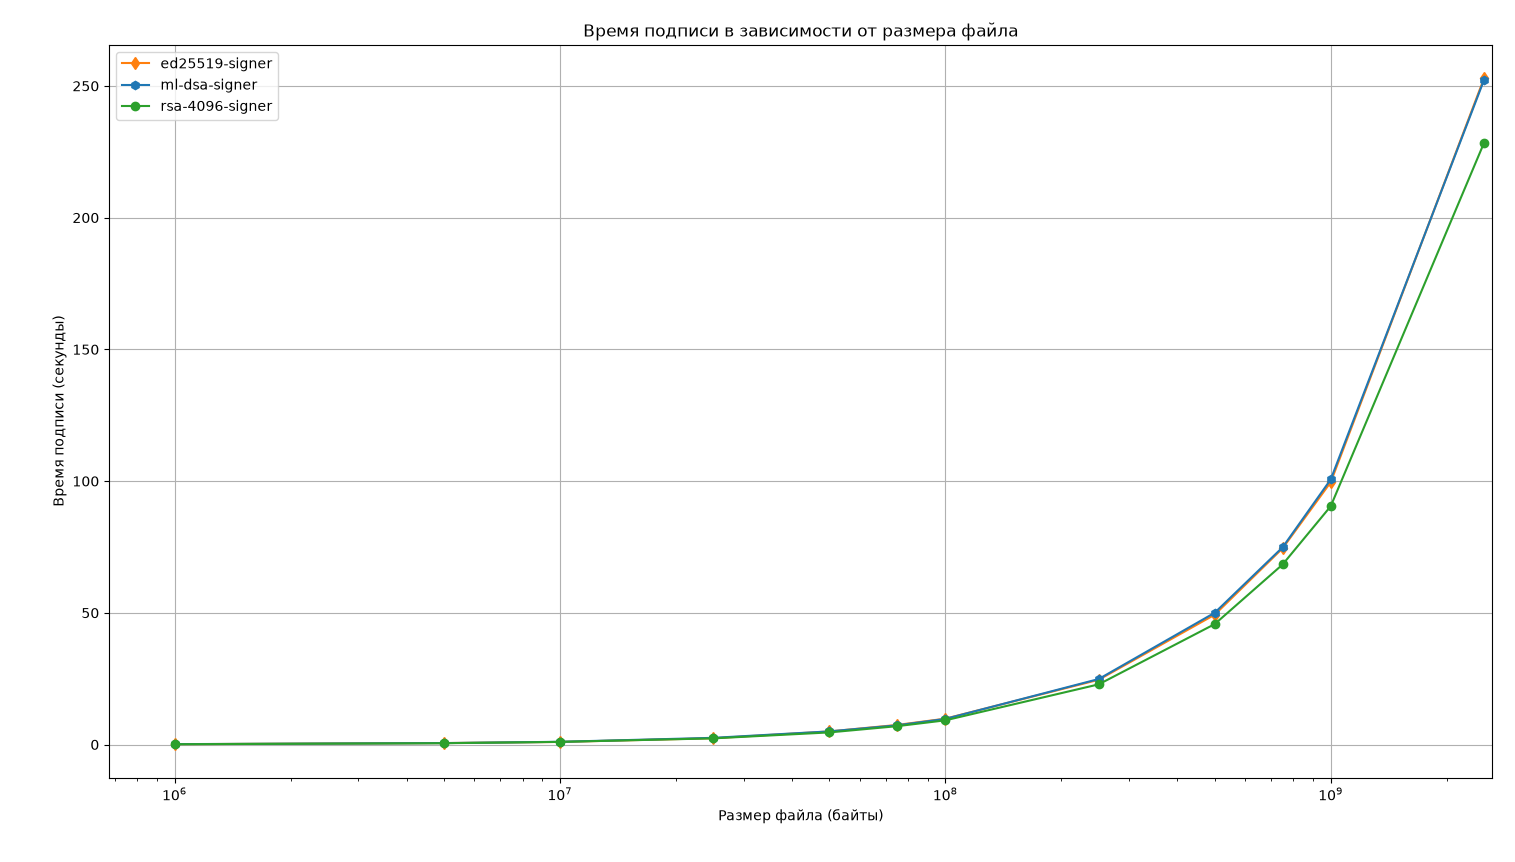 Время подписи в зависимости от размера файла
ed25519-signer
ml-dsa-signer
rsa-4096-signer
Время подписи (секунды)
250
200
150
100
50
0
10⁶
10⁷
10⁸
10⁹
Размер файла (байты)